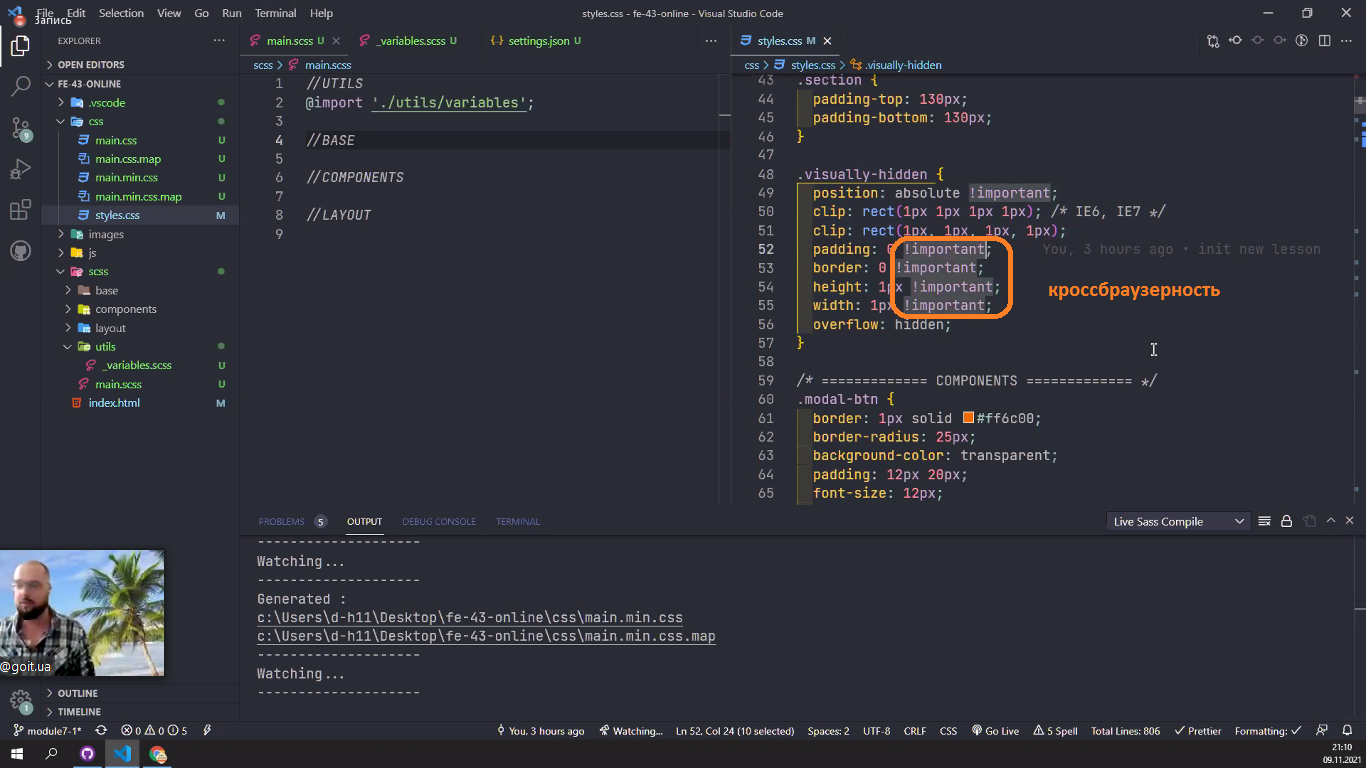 File Edit Selection View Go Run Terminal Help
styles.css - fe-43-online - Visual Studio Code
Запись
EXPLORER
OPEN EDITORS
FE-43-ONLINE
.vscode
css
main.css U
main.css.map U
main.min.css U
main.min.css.map U
styles.css M
images
js
scss
base
components
layout
utils
_variables.scss U
main.scss U
index.html M
OUTLINE
TIMELINE
9
1
@goit.ua
main.scss U
_variables.scss U
settings.json U
scss > main.scss
1 //UTILS
2 @import './utils/variables';
3
4 //BASE
5
6 //COMPONENTS
7
8 //LAYOUT
9
styles.css M
css > styles.css > .visually-hidden
43 .section {
44 padding-top: 130px;
45 padding-bottom: 130px;
46 }
47
48 .visually-hidden {
49 position: absolute !important;
50 clip: rect(1px 1px 1px 1px); /* IE6, IE7 */
51 clip: rect(1px, 1px, 1px, 1px);
52 padding: 0 !important; You, 3 hours ago • init new lesson
53 border: 0 !important;
54 height: 1px !important;
55 width: 1px !important;
56 overflow: hidden;
57 }
58
59 /* ============= COMPONENTS ============= */
60 .modal-btn {
61 border: 1px solid #ff6c00;
62 border-radius: 25px;
63 background-color: transparent;
64 padding: 12px 20px;
65 font-size: 12px;
кроссбраузерность
PROBLEMS 5 OUTPUT DEBUG CONSOLE TERMINAL
Live Sass Compile
--------------------
Watching...
--------------------
Generated :
c:\Users\d-h11\Desktop\fe-43-online\css\main.min.css
c:\Users\d-h11\Desktop\fe-43-online\css\main.min.css.map
--------------------
Watching...
--------------------
module7-1* 0 0 5 You, 3 hours ago Watching... Ln 52, Col 24 (10 selected) Spaces: 2 UTF-8 CRLF CSS Go Live 5 Spell Total Lines: 806 Prettier Formating:
21:10
09.11.2021